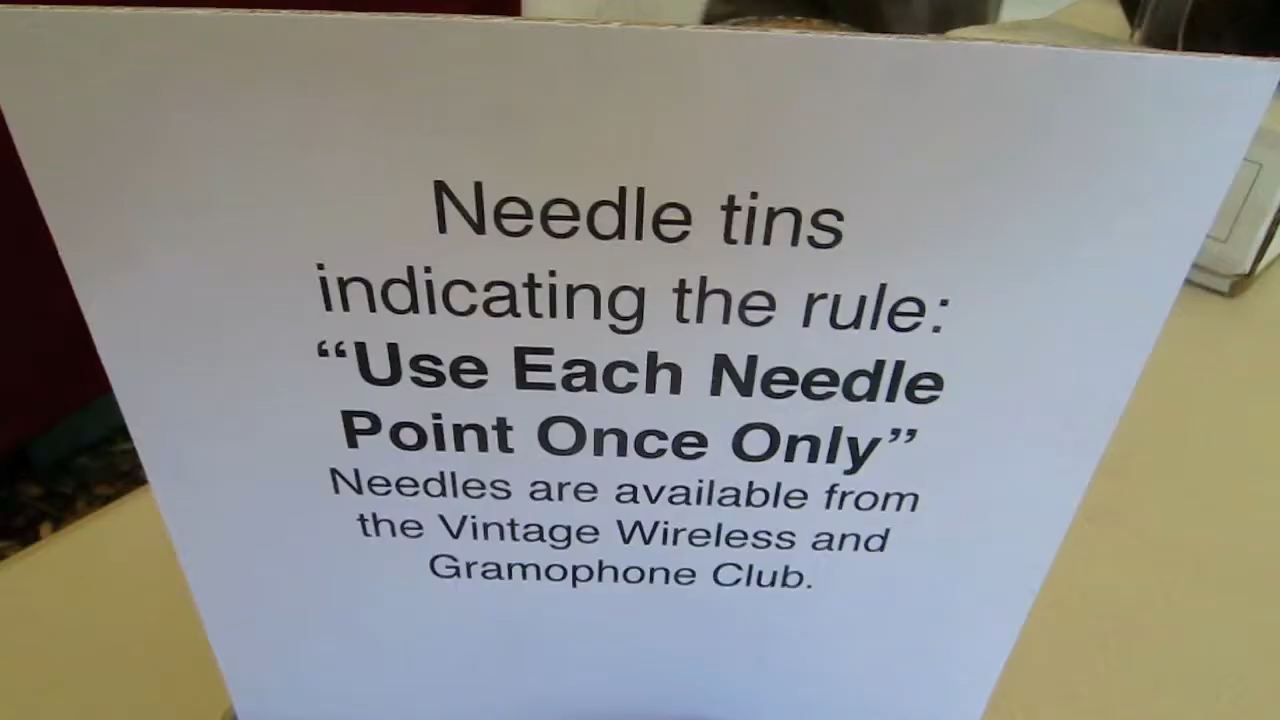 Needle tins
indicating the rule:
“Use Each Needle
Point Once Only”
Needles are available from
the Vintage Wireless and
Gramophone Club.